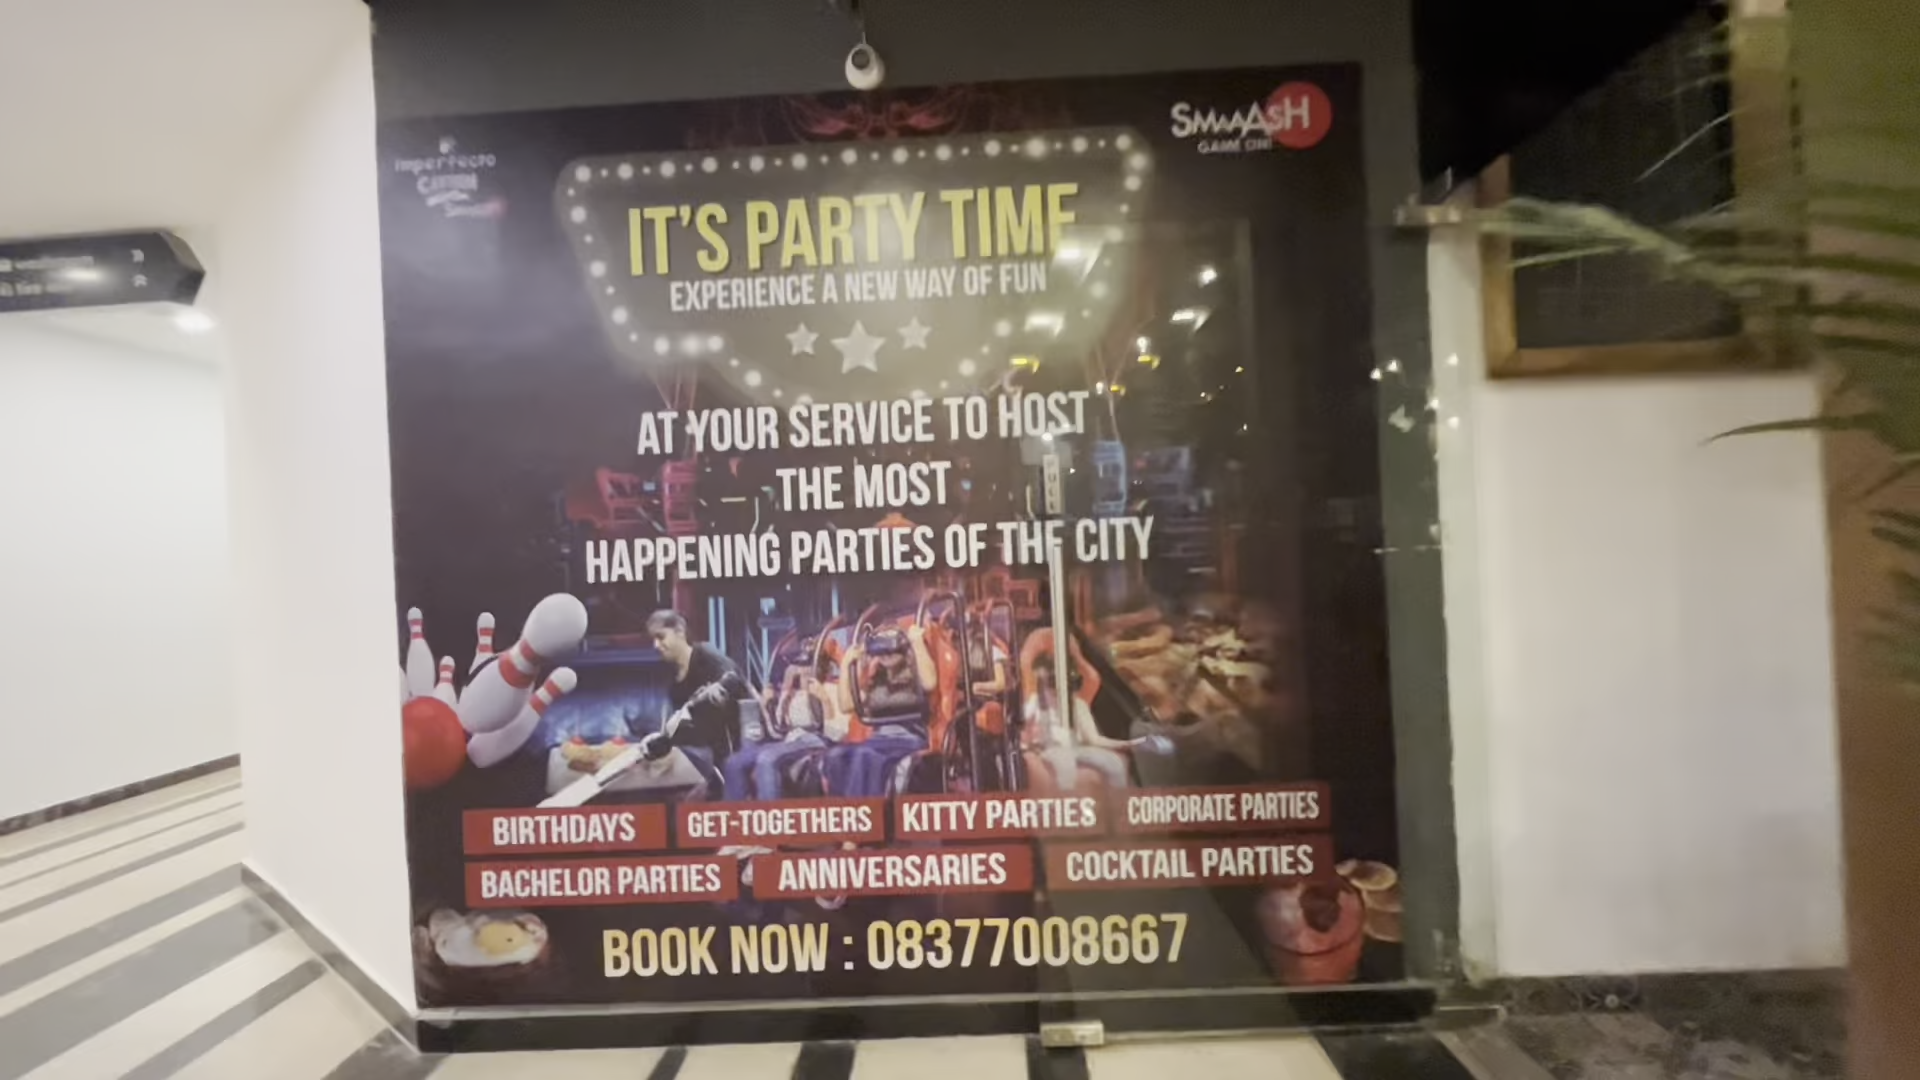 imperfecto
SMAAASH
GAME ON!
IT'S PARTY TIME
EXPERIENCE A NEW WAY OF FUN
AT YOUR SERVICE TO HOST
THE MOST
HAPPENING PARTIES OF THE CITY
PULL
BIRTHDAYS GET-TOGETHERS KITTY PARTIES CORPORATE PARTIES
BACHELOR PARTIES ANNIVERSARIES COCKTAIL PARTIES
BOOK NOW : 08377008667